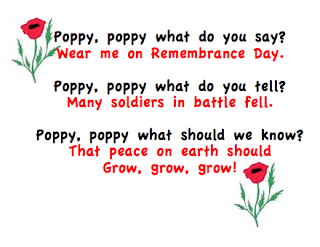 Poppy, poppy what do you say?
Wear me on Remembrance Day.
Poppy, poppy what do you tell?
Many soldiers in battle fell.
Poppy, poppy what should we know?
That peace on earth should
Grow, grow, grow!